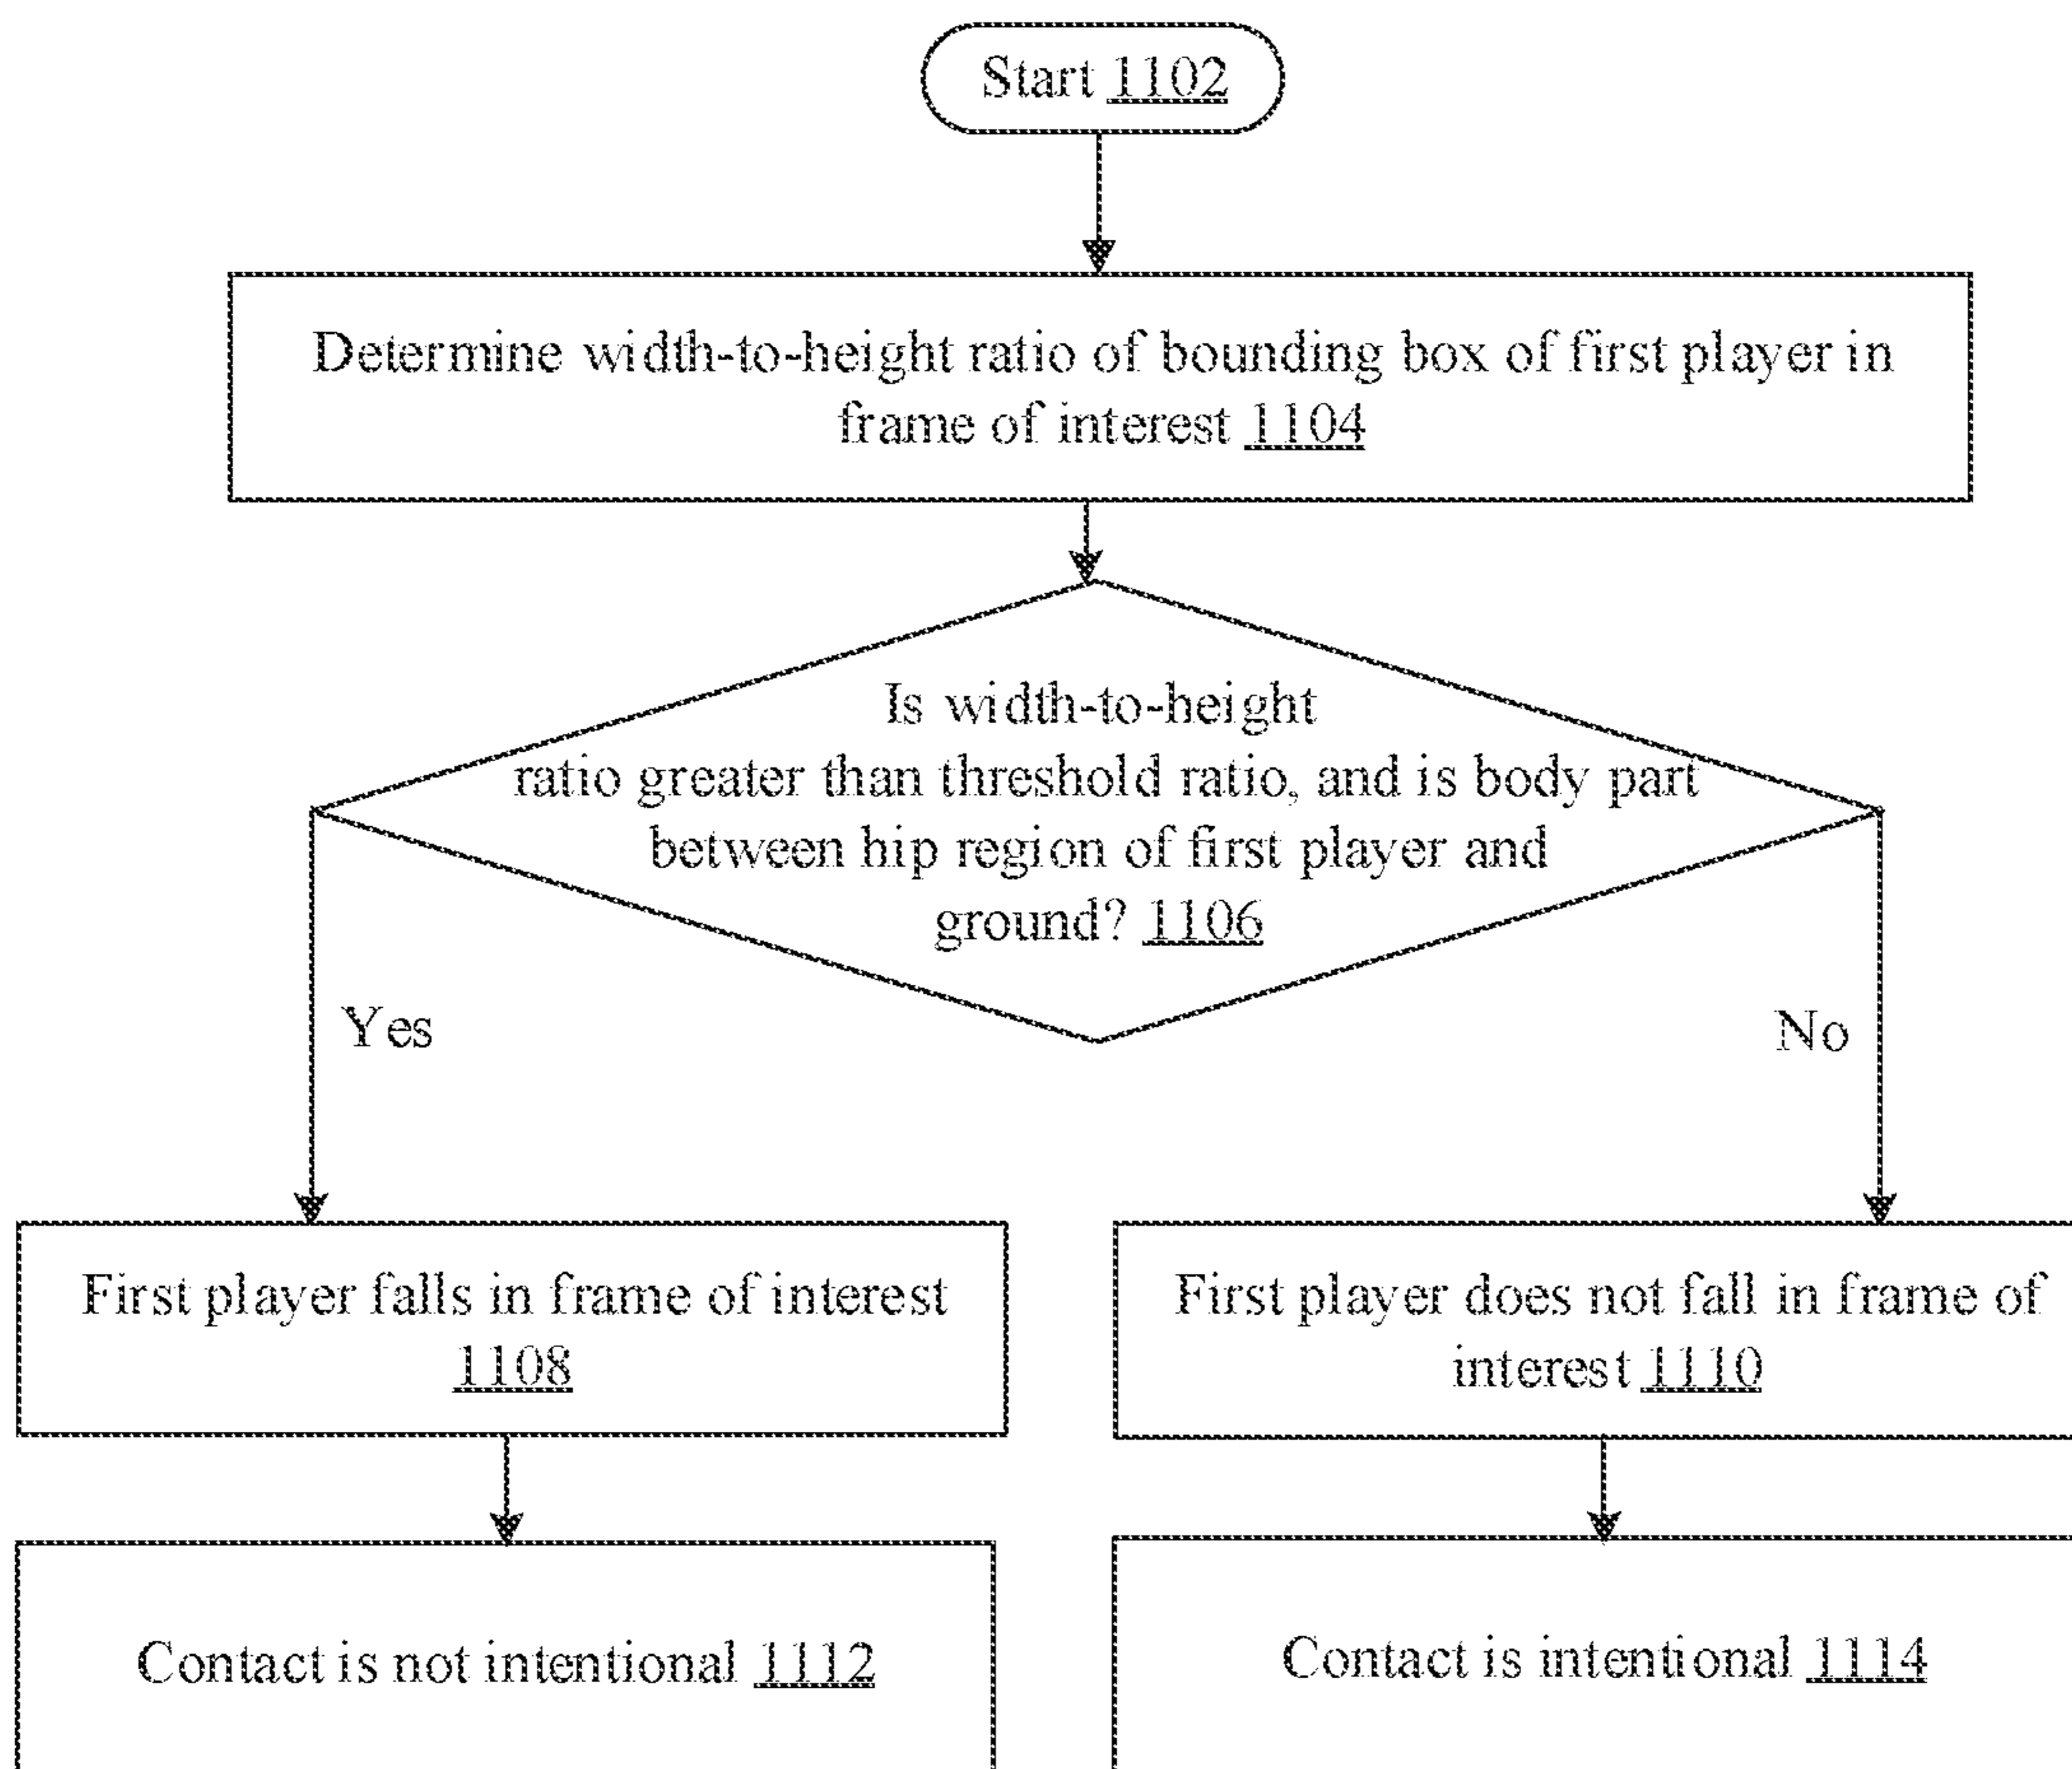 Start 1102
Determine width-to-height ratio of bounding box of first player in
frame of interest 1104
Is width-to-height
ratio greater than threshold ratio, and is body part
between hip region of first player and
ground? 1106
Yes
No
First player falls in frame of interest
1108
First player does not fall in frame of
interest 1110
Contact is not intentional 1112
Contact is intentional 1114